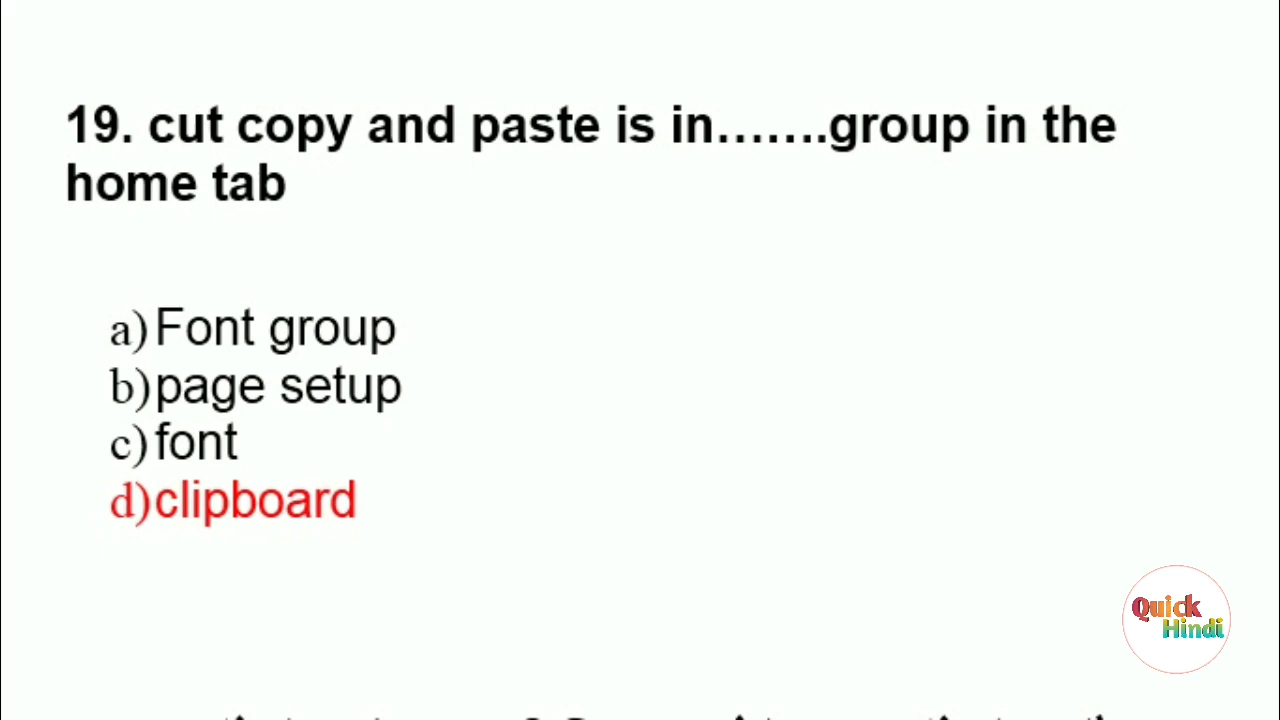 19. cut copy and paste is in…….group in the
home tab
a) Font group
b) page setup
c) font
d) clipboard
Quick
Hindi